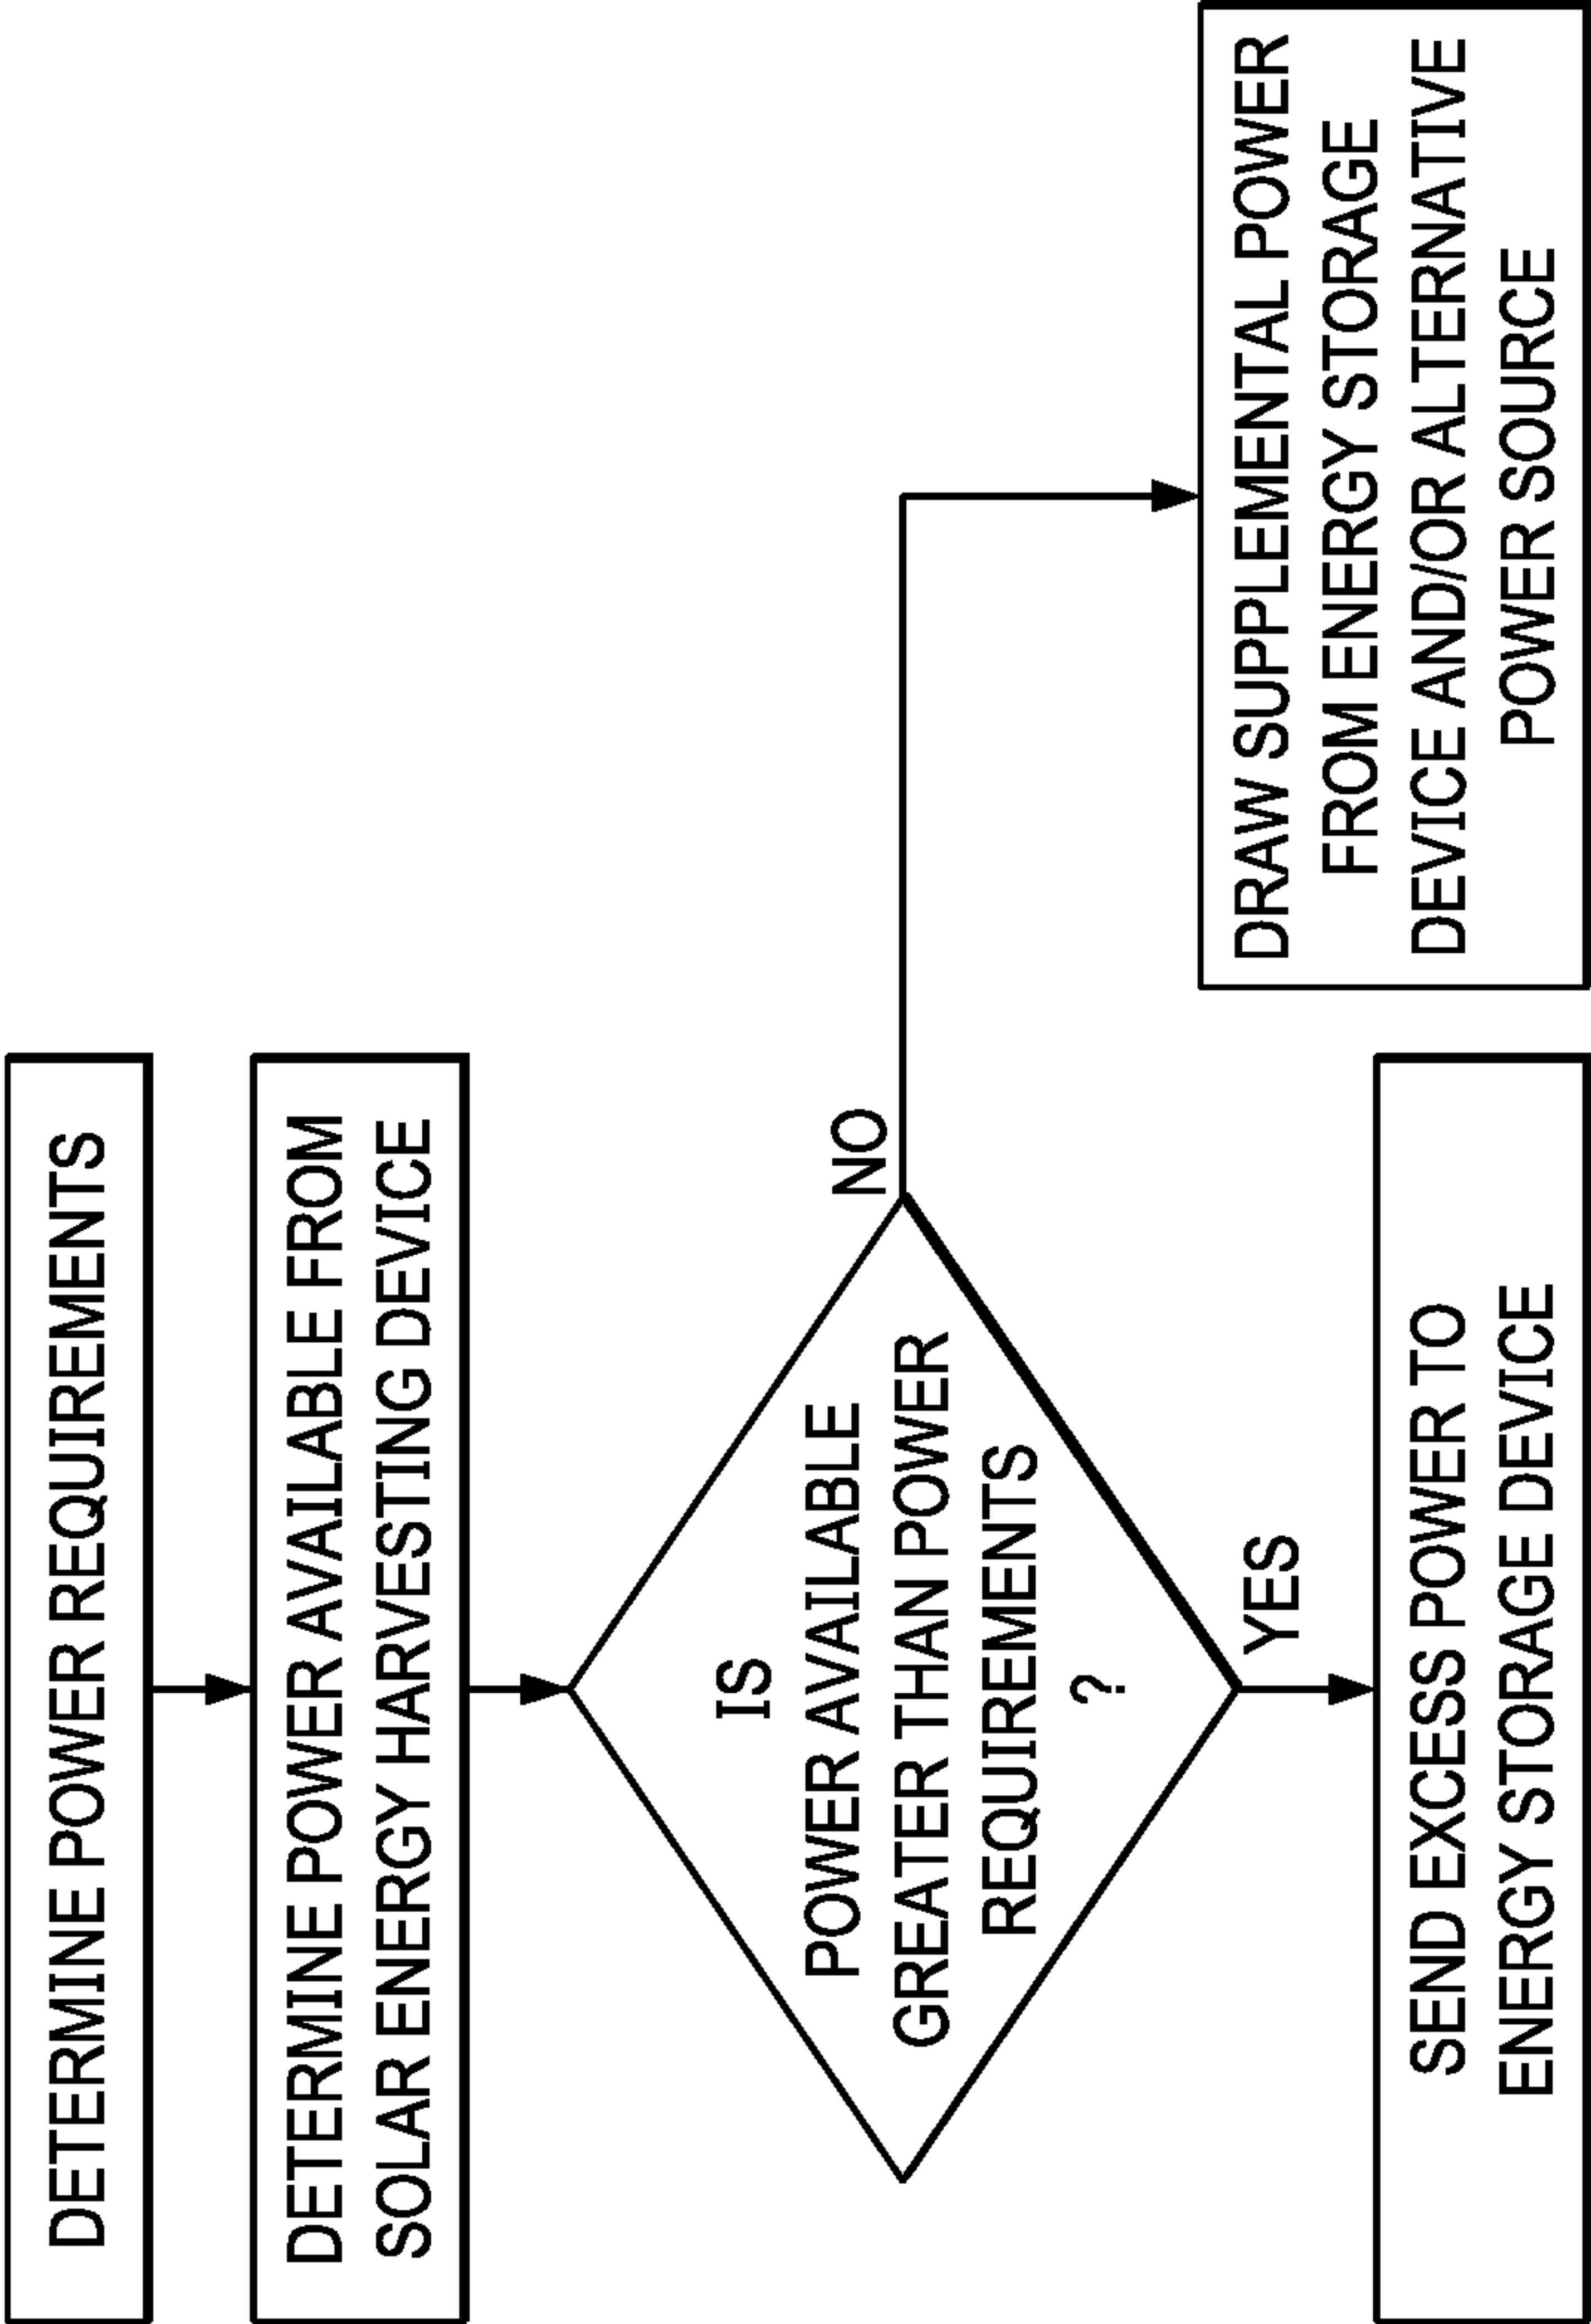 DETERMINE POWER REQUIREMENTS
DETERMINE POWER AVAILABLE FROM
SOLAR ENERGY HARVESTING DEVICE
IS
POWER AVAILABLE
GREATER THAN POWER
REQUIREMENTS
?
NO
YES
SEND EXCESS POWER TO
ENERGY STORAGE DEVICE
DRAW SUPPLEMENTAL POWER
FROM ENERGY STORAGE
DEVICE AND/OR ALTERNATIVE
POWER SOURCE